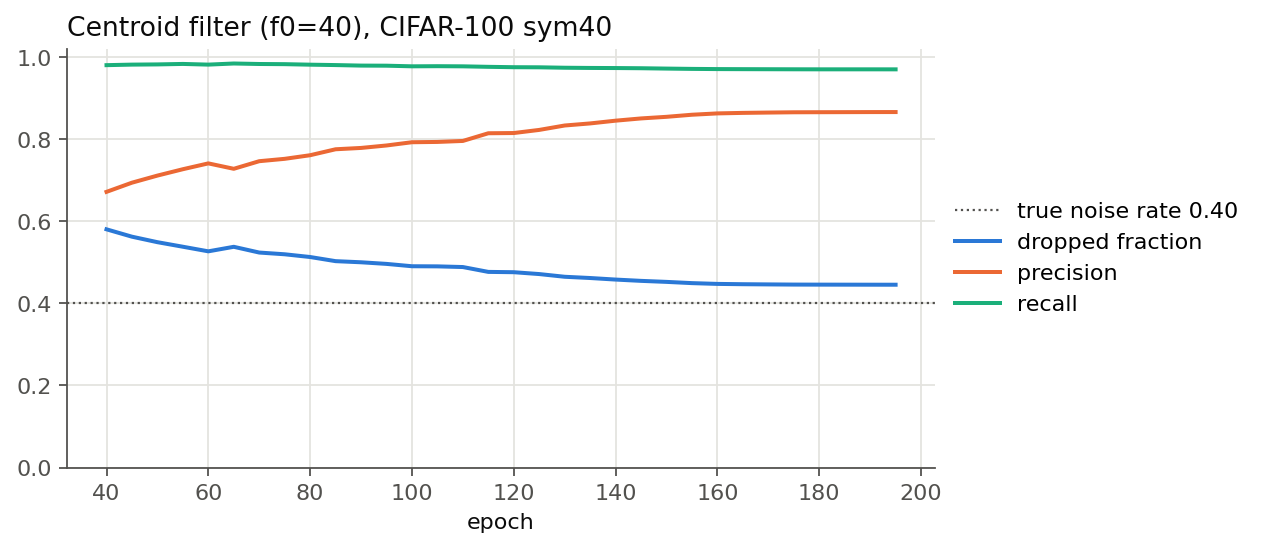 Centroid filter (f0=40), CIFAR-100 sym40
1.0
0.8
0.6
0.4
0.2
0.0
40 60 80 100 120 140 160 180 200
epoch
true noise rate 0.40
dropped fraction
precision
recall